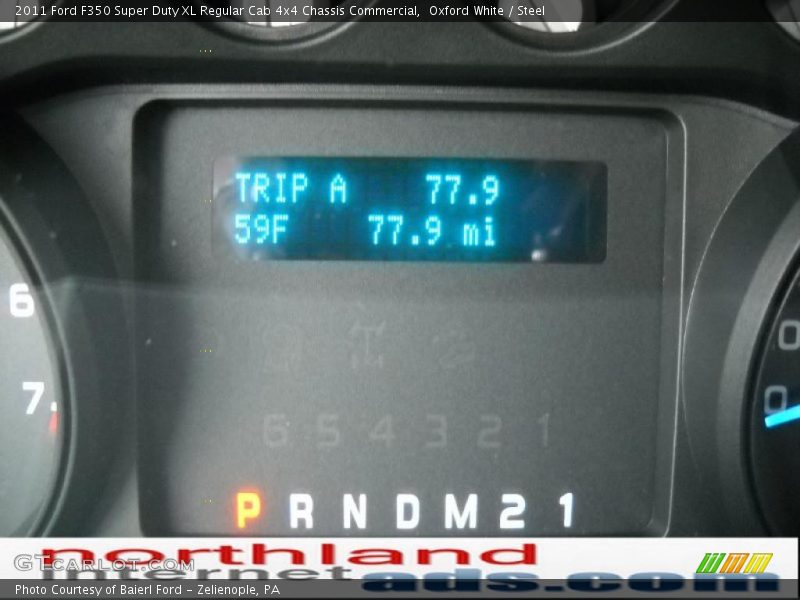 2011 Ford F350 Super Duty XL Regular Cab 4x4 Chassis Commercial, Oxford White / Steel
TRIP A 77.9
59F 77.9 mi
6
7
0
0
6 5 4 3 2 1
P R N D M 2 1
northland
internet ads.com
GTCarLot.com
Photo Courtesy of Baierl Ford - Zelienople, PA